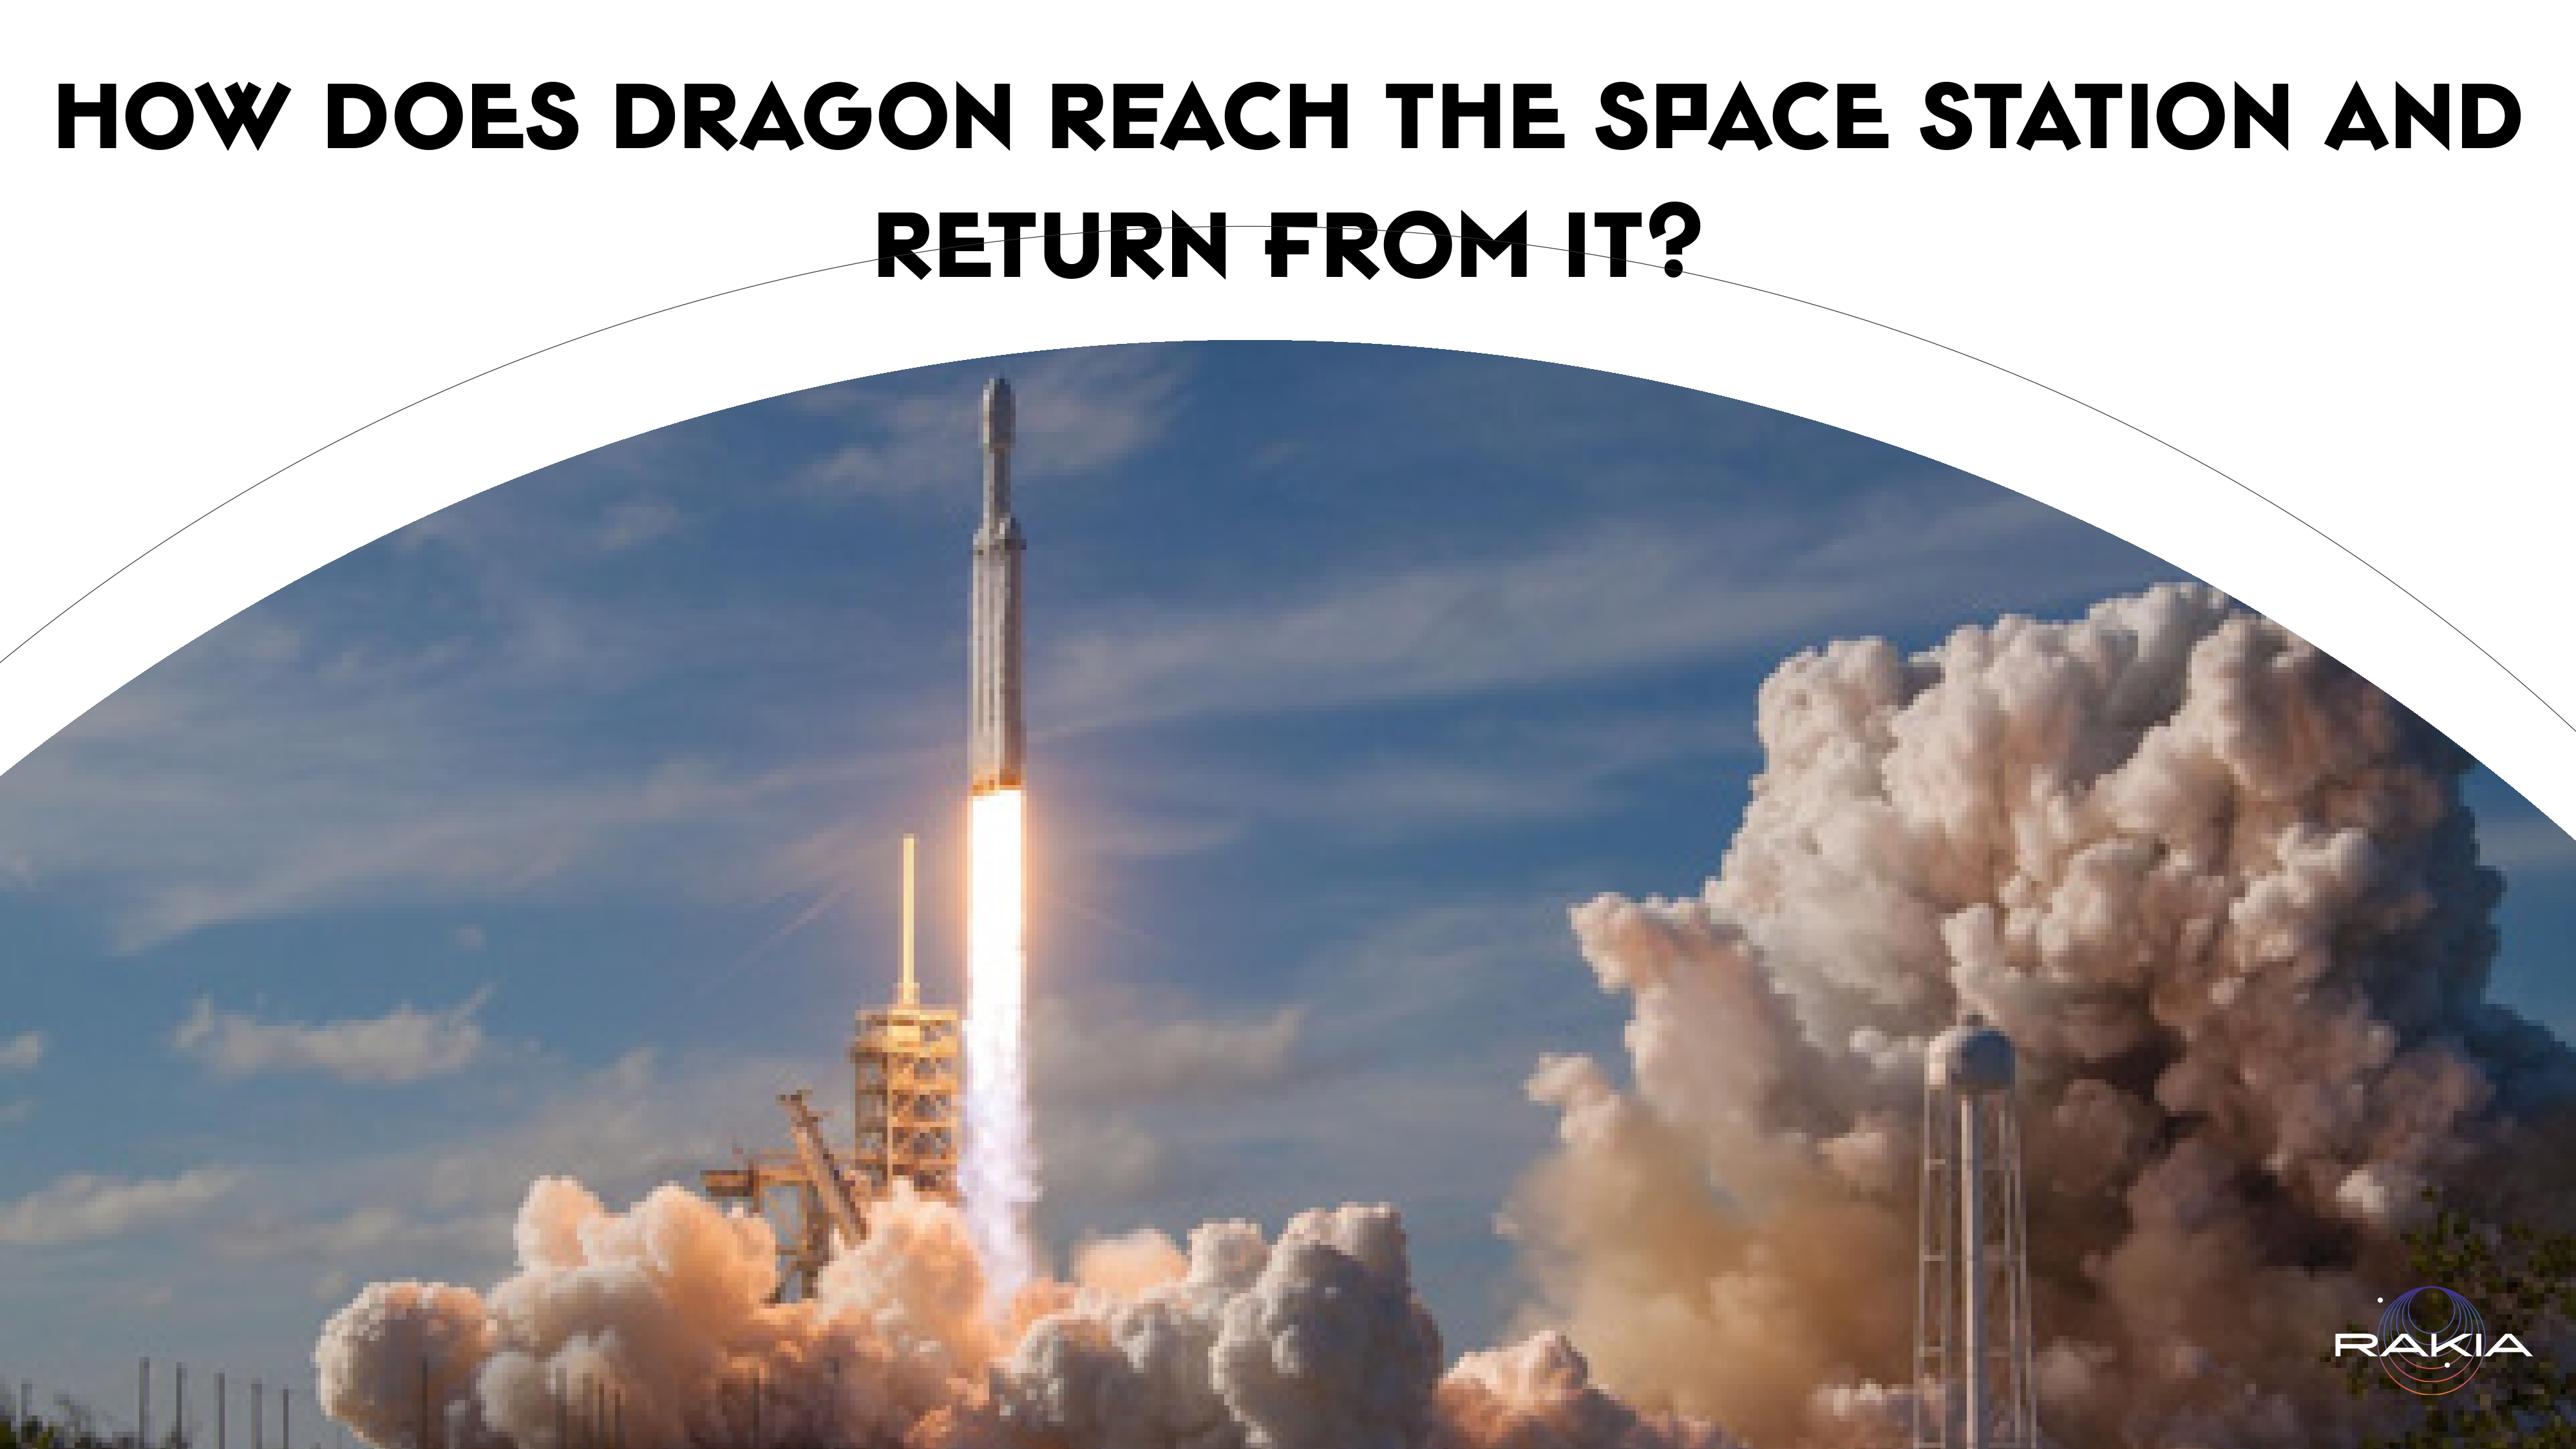 HOW DOES DRAGON REACH THE SPACE STATION AND
RETURN FROM IT?
RAKIA